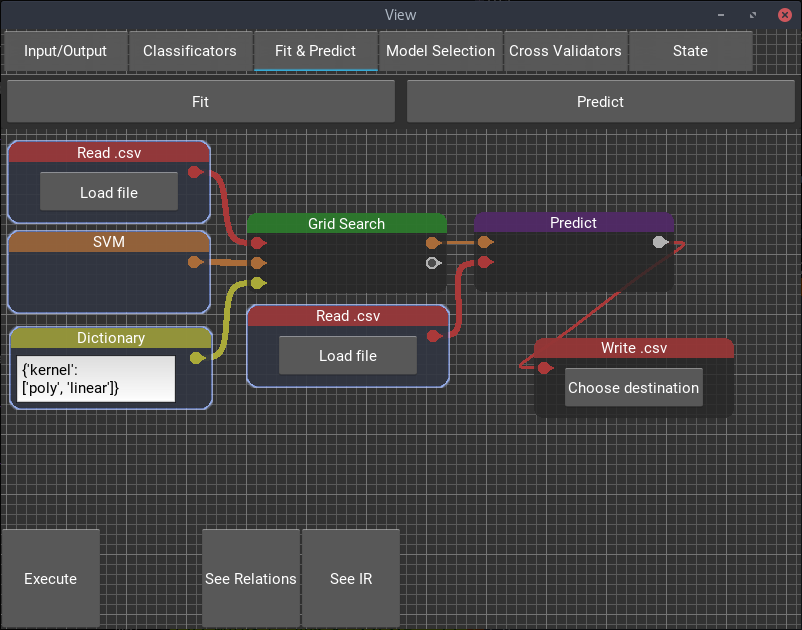 View
Input/Output
Classificators
Fit & Predict
Model Selection
Cross Validators
State
Fit
Predict
Read .csv
Load file
SVM
Dictionary
{'kernel':
['poly', 'linear']}
Grid Search
Read .csv
Load file
Predict
Write .csv
Choose destination
Execute
See Relations
See IR